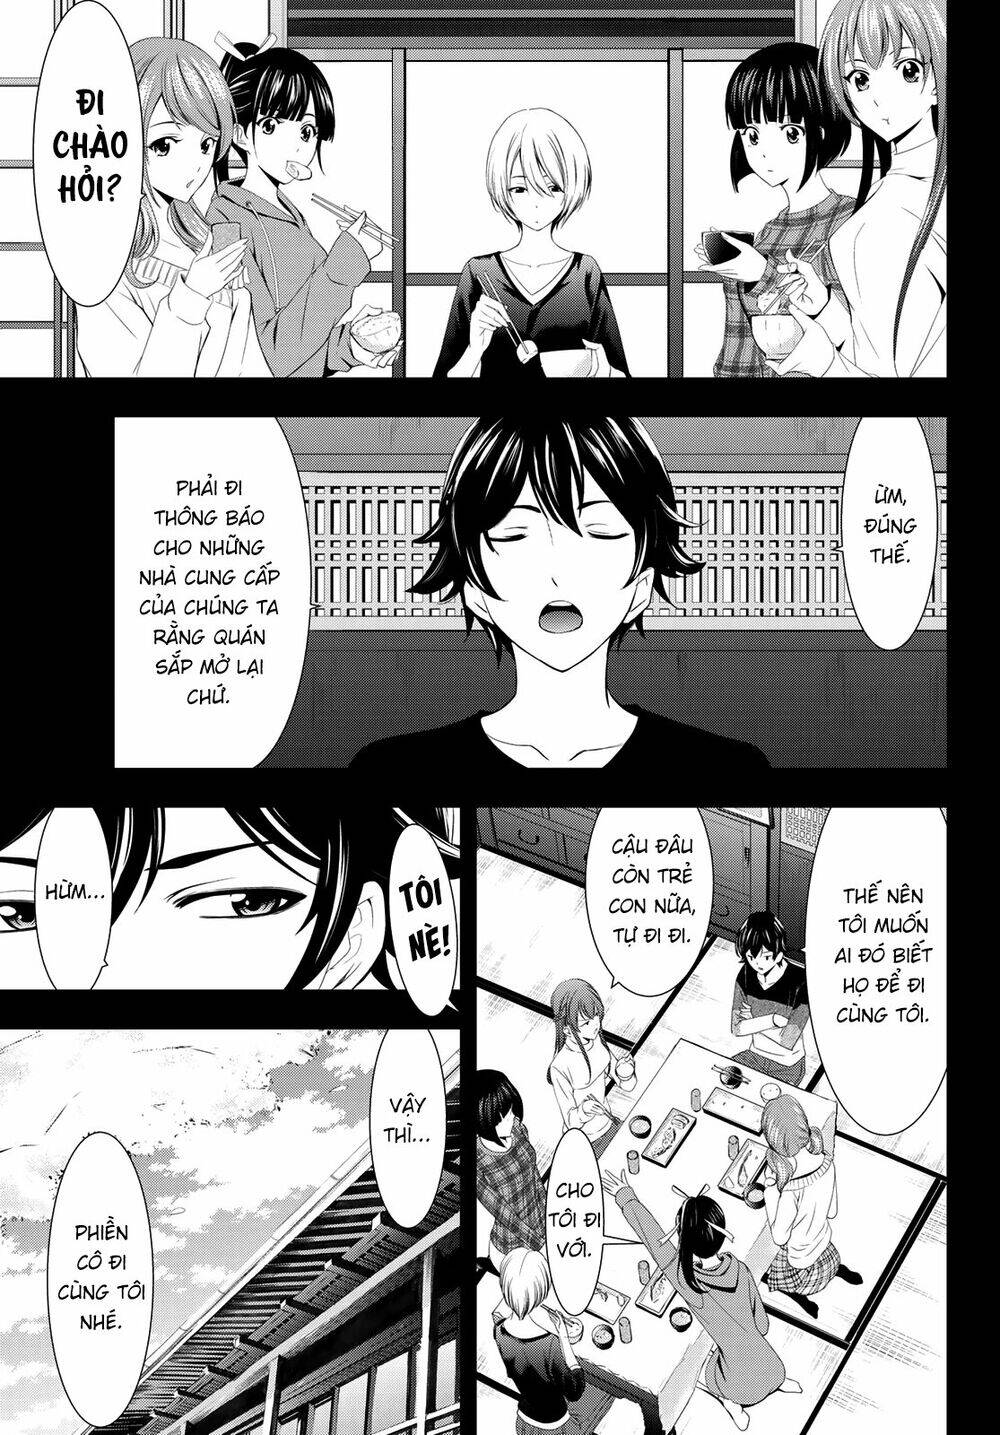 ĐI
CHÀO
HỎI?
ỪM,
ĐÚNG
THẾ.
PHẢI ĐI
THÔNG BÁO
CHO NHỮNG
NHÀ CUNG CẤP
CỦA CHÚNG TA
RẰNG QUÁN
SẮP MỞ LẠI
CHỨ.
THẾ NÊN
TÔI MUỐN
AI ĐÓ BIẾT
HỌ ĐỂ ĐI
CÙNG TÔI.
CẬU ĐÂU
CÒN TRẺ
CON NỮA,
TỰ ĐI ĐI.
CHO
TÔI ĐI
VỚI.
TÔI
NÈ!
HỪM...
VẬY
THÌ...
PHIỀN
CÔ ĐI
CÙNG TÔI
NHÉ.